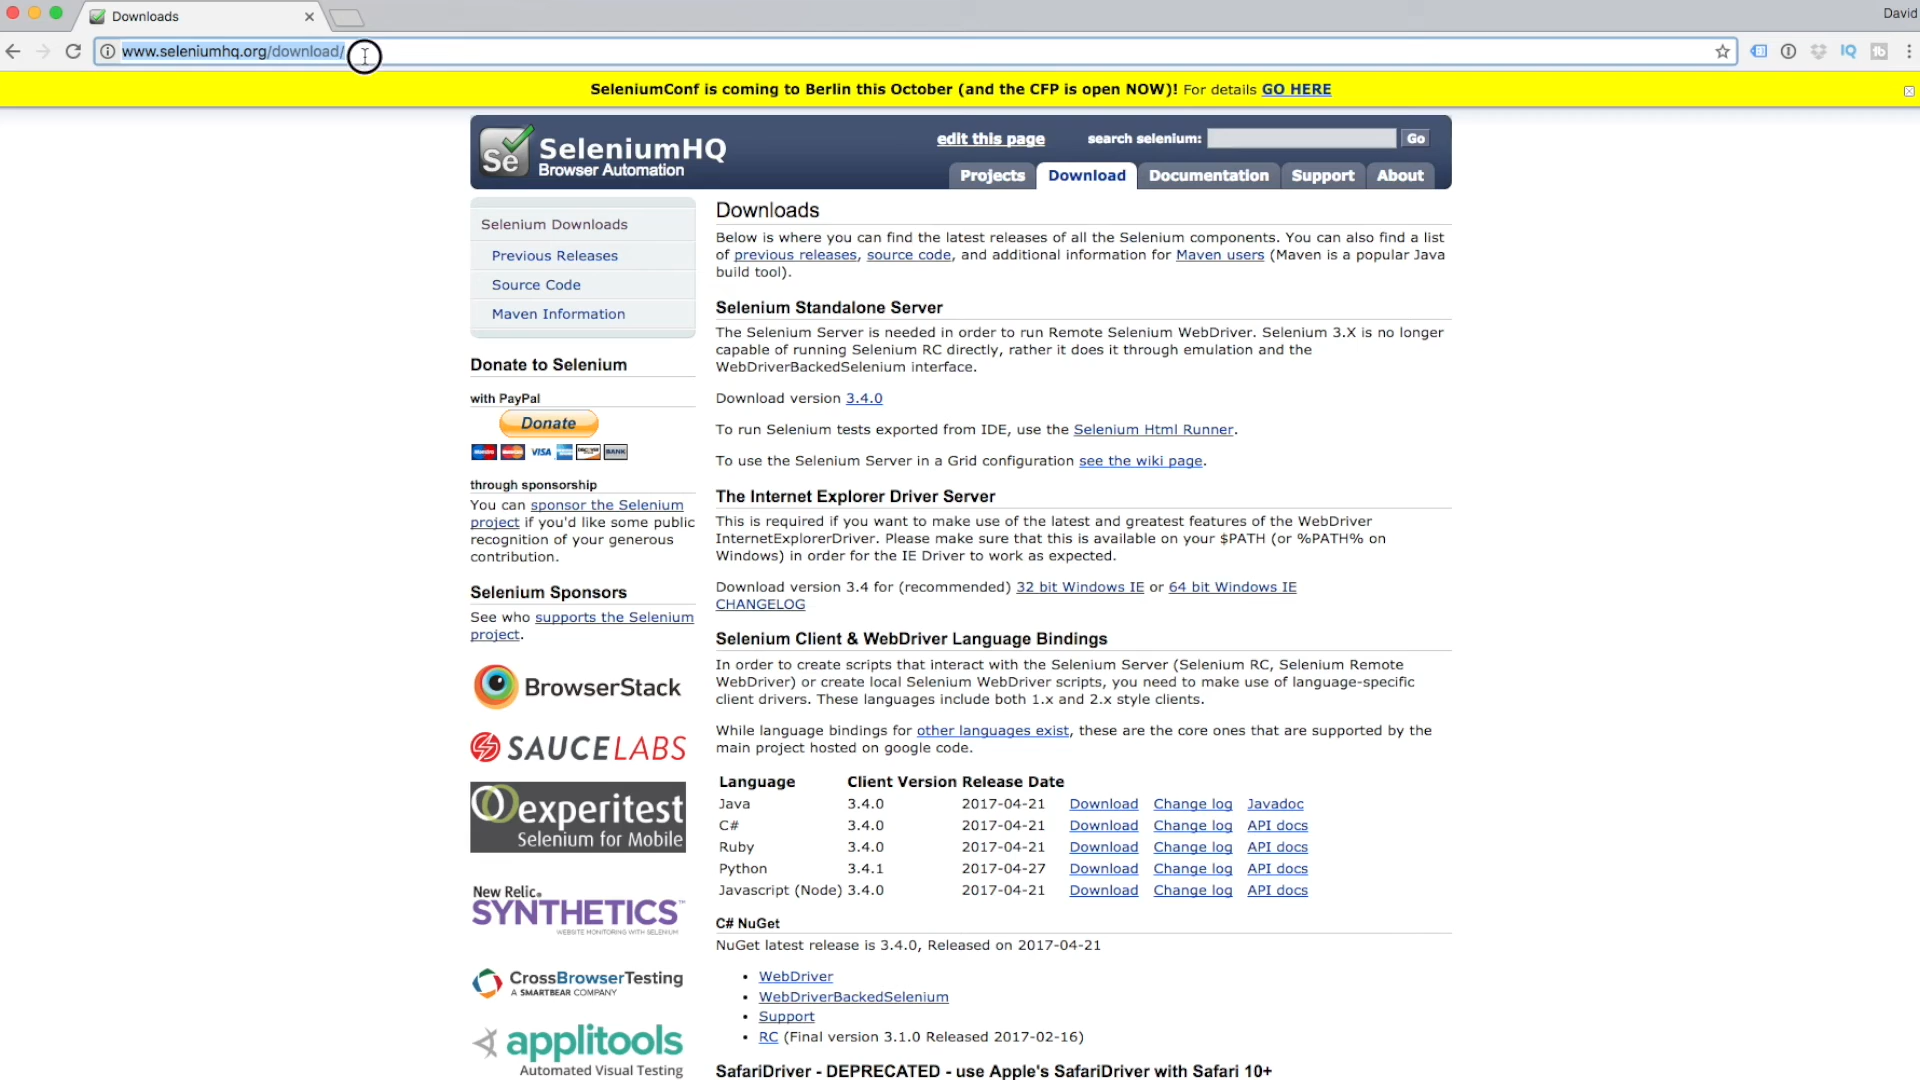 Downloads
David
www.seleniumhq.org/download/
SeleniumConf is coming to Berlin this October (and the CFP is open NOW)! For details GO HERE
Se SeleniumHQ
Browser Automation
edit this page
search selenium:
Go
Projects
Download
Documentation
Support
About
Selenium Downloads
Previous Releases
Source Code
Maven Information
Donate to Selenium
with PayPal
Donate
VISA
BANK
through sponsorship
You can sponsor the Selenium
project if you'd like some public
recognition of your generous
contribution.
Selenium Sponsors
See who supports the Selenium
project.
BrowserStack
SAUCELABS
experitest
Selenium for Mobile
New Relic.
SYNTHETICS™
WEBSITE MONITORING WITH SELENIUM
CrossBrowserTesting
A SMARTBEAR COMPANY
applitools
Automated Visual Testing
Downloads
Below is where you can find the latest releases of all the Selenium components. You can also find a list
of previous releases, source code, and additional information for Maven users (Maven is a popular Java
build tool).
Selenium Standalone Server
The Selenium Server is needed in order to run Remote Selenium WebDriver. Selenium 3.X is no longer
capable of running Selenium RC directly, rather it does it through emulation and the
WebDriverBackedSelenium interface.
Download version 3.4.0
To run Selenium tests exported from IDE, use the Selenium Html Runner.
To use the Selenium Server in a Grid configuration see the wiki page.
The Internet Explorer Driver Server
This is required if you want to make use of the latest and greatest features of the WebDriver
InternetExplorerDriver. Please make sure that this is available on your $PATH (or %PATH% on
Windows) in order for the IE Driver to work as expected.
Download version 3.4 for (recommended) 32 bit Windows IE or 64 bit Windows IE
CHANGELOG
Selenium Client & WebDriver Language Bindings
In order to create scripts that interact with the Selenium Server (Selenium RC, Selenium Remote
WebDriver) or create local Selenium WebDriver scripts, you need to make use of language-specific
client drivers. These languages include both 1.x and 2.x style clients.
While language bindings for other languages exist, these are the core ones that are supported by the
main project hosted on google code.
Language Client Version Release Date
Java 3.4.0 2017-04-21 Download Change log Javadoc
C# 3.4.0 2017-04-21 Download Change log API docs
Ruby 3.4.0 2017-04-21 Download Change log API docs
Python 3.4.1 2017-04-27 Download Change log API docs
Javascript (Node) 3.4.0 2017-04-21 Download Change log API docs
C# NuGet
NuGet latest release is 3.4.0, Released on 2017-04-21
• WebDriver
• WebDriverBackedSelenium
• Support
• RC (Final version 3.1.0 Released 2017-02-16)
SafariDriver - DEPRECATED - use Apple's SafariDriver with Safari 10+